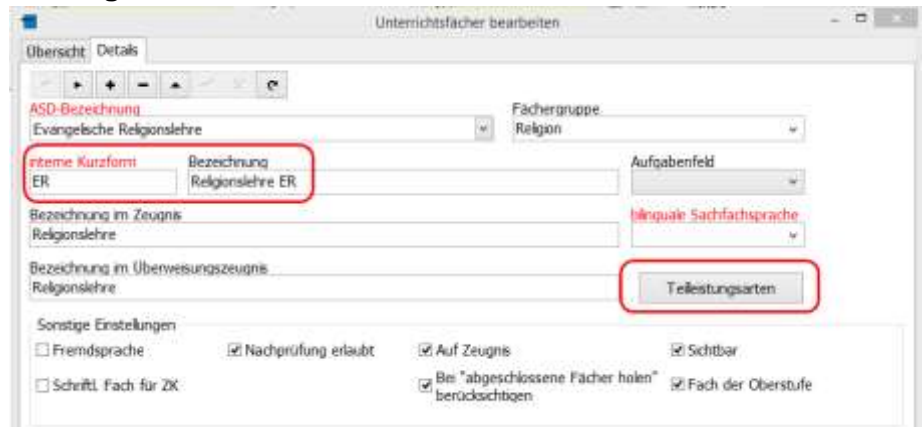 Unterrichtsfächer bearbeiten
Übersicht Details
ASD-Bezeichnung Fächergruppe
Evangelische Religionslehre Religion
interne Kurzform Bezeichnung Aufgabenfeld
ER Religionslehre ER
Bezeichnung im Zeugnis bilinguale Sachfachsprache
Religionslehre
Bezeichnung im Überweisungszeugnis
Religionslehre Teilleistungsarten
Sonstige Einstellungen
Fremdsprache Nachprüfung erlaubt Auf Zeugnis Sichtbar
Schriftl. Fach für ZK Bei "abgeschlossene Fächer holen" berücksichtigen Fach der Oberstufe